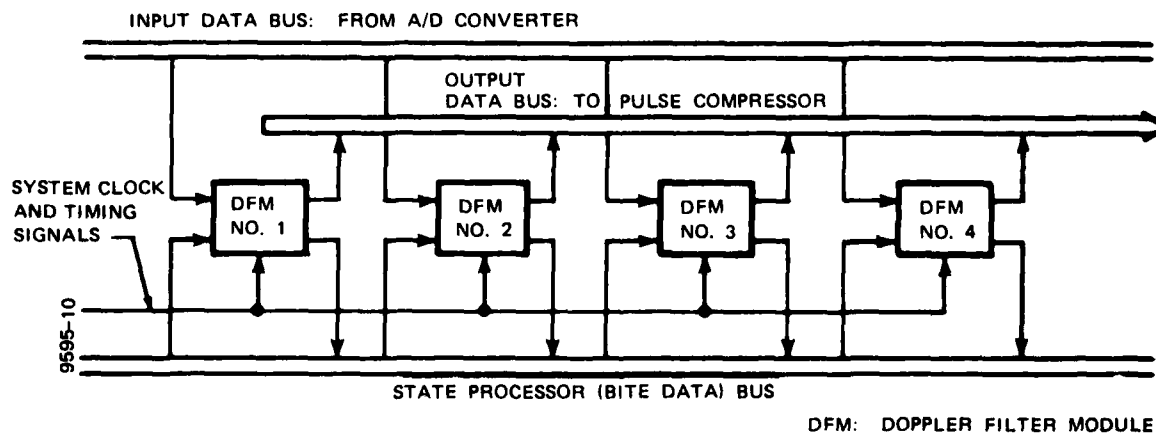 INPUT DATA BUS: FROM A/D CONVERTER
OUTPUT
DATA BUS: TO PULSE COMPRESSOR
SYSTEM CLOCK
AND TIMING
SIGNALS
DFM
NO. 1
DFM
NO. 2
DFM
NO. 3
DFM
NO. 4
9595-10
STATE PROCESSOR (BITE DATA) BUS
DFM: DOPPLER FILTER MODULE